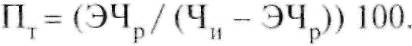 Пт = (ЭЧр / (Чи – ЭЧр)) 100.